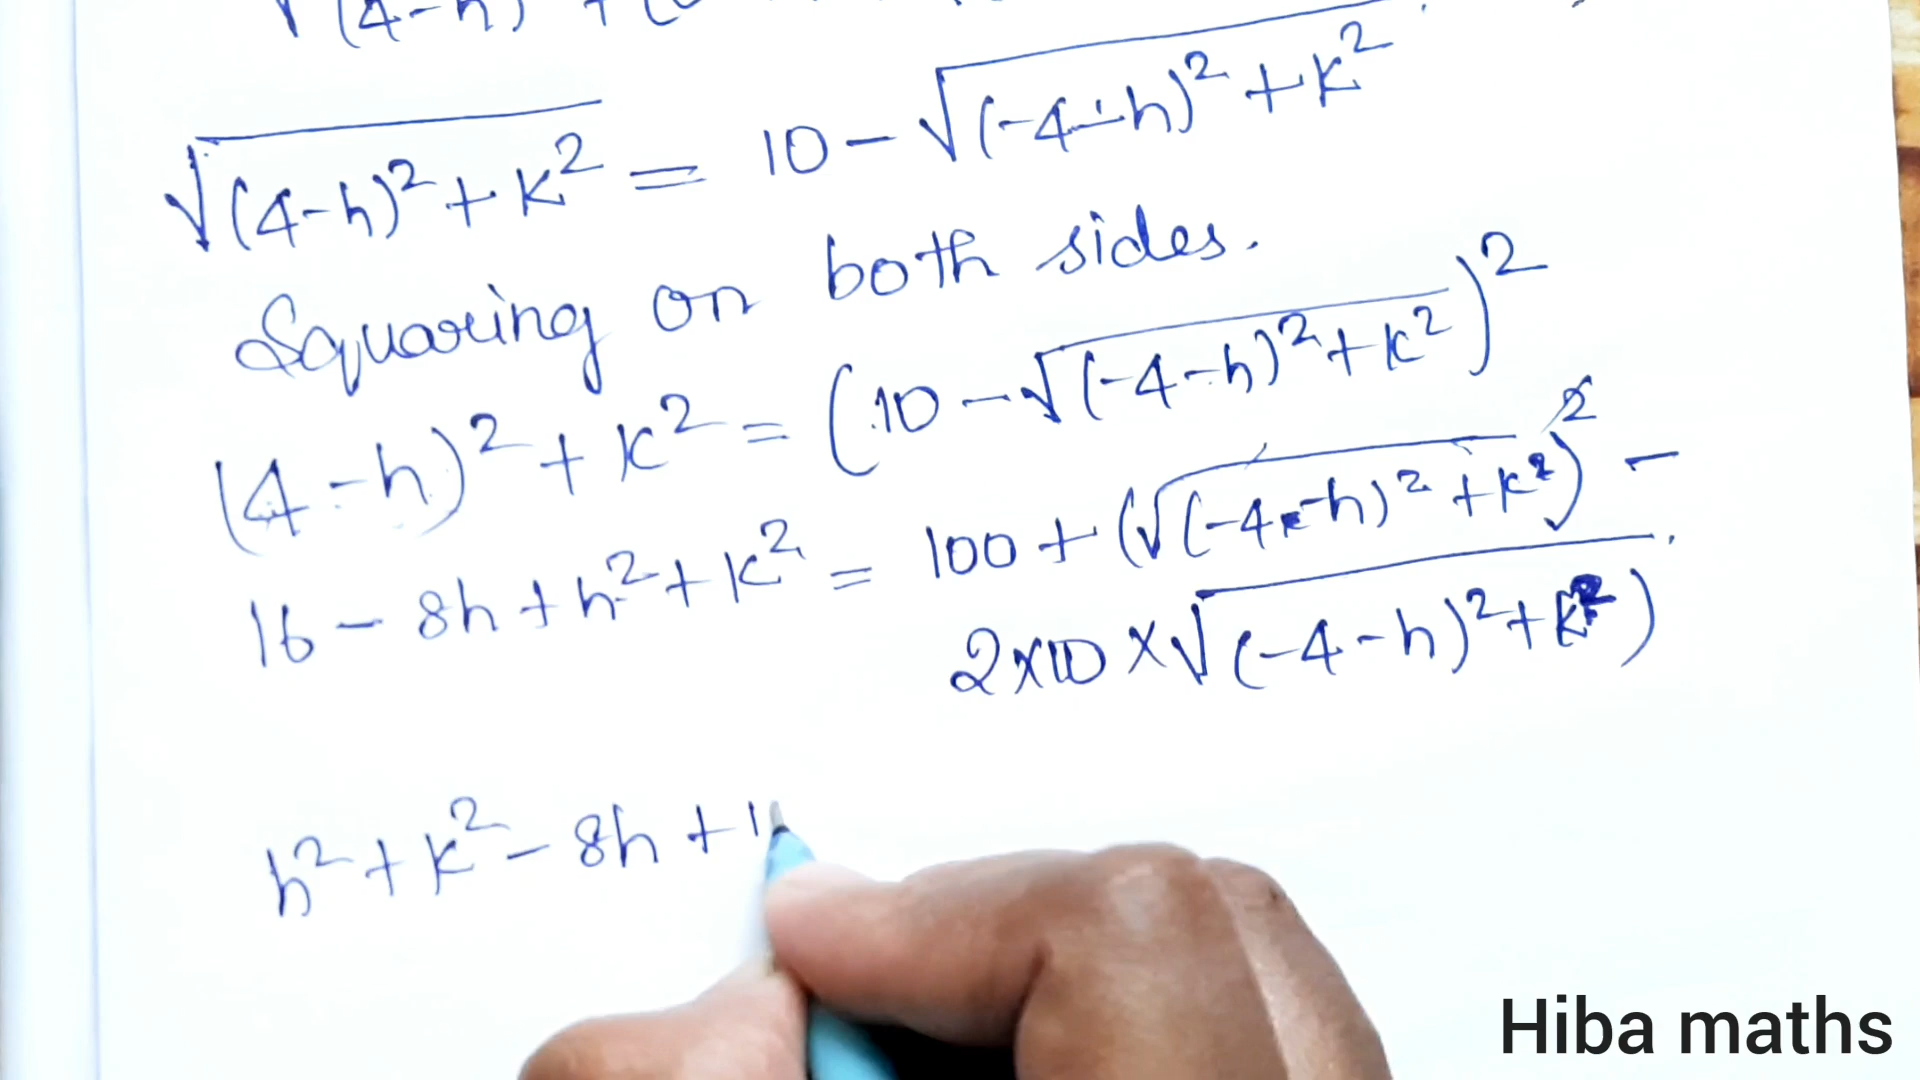 √(4-h)² + (
√(4-h)² + k² = 10 - √(-4-h)² + k²
Squaring on both sides.
(4-h)² + k² = (10 - √(-4-h)² + k²)²
16 - 8h + h² + k² = 100 + (√(-4-h)² + k²)² -
2×10 × √(-4-h)² + k²)
h² + k² - 8h + 1
Hiba maths